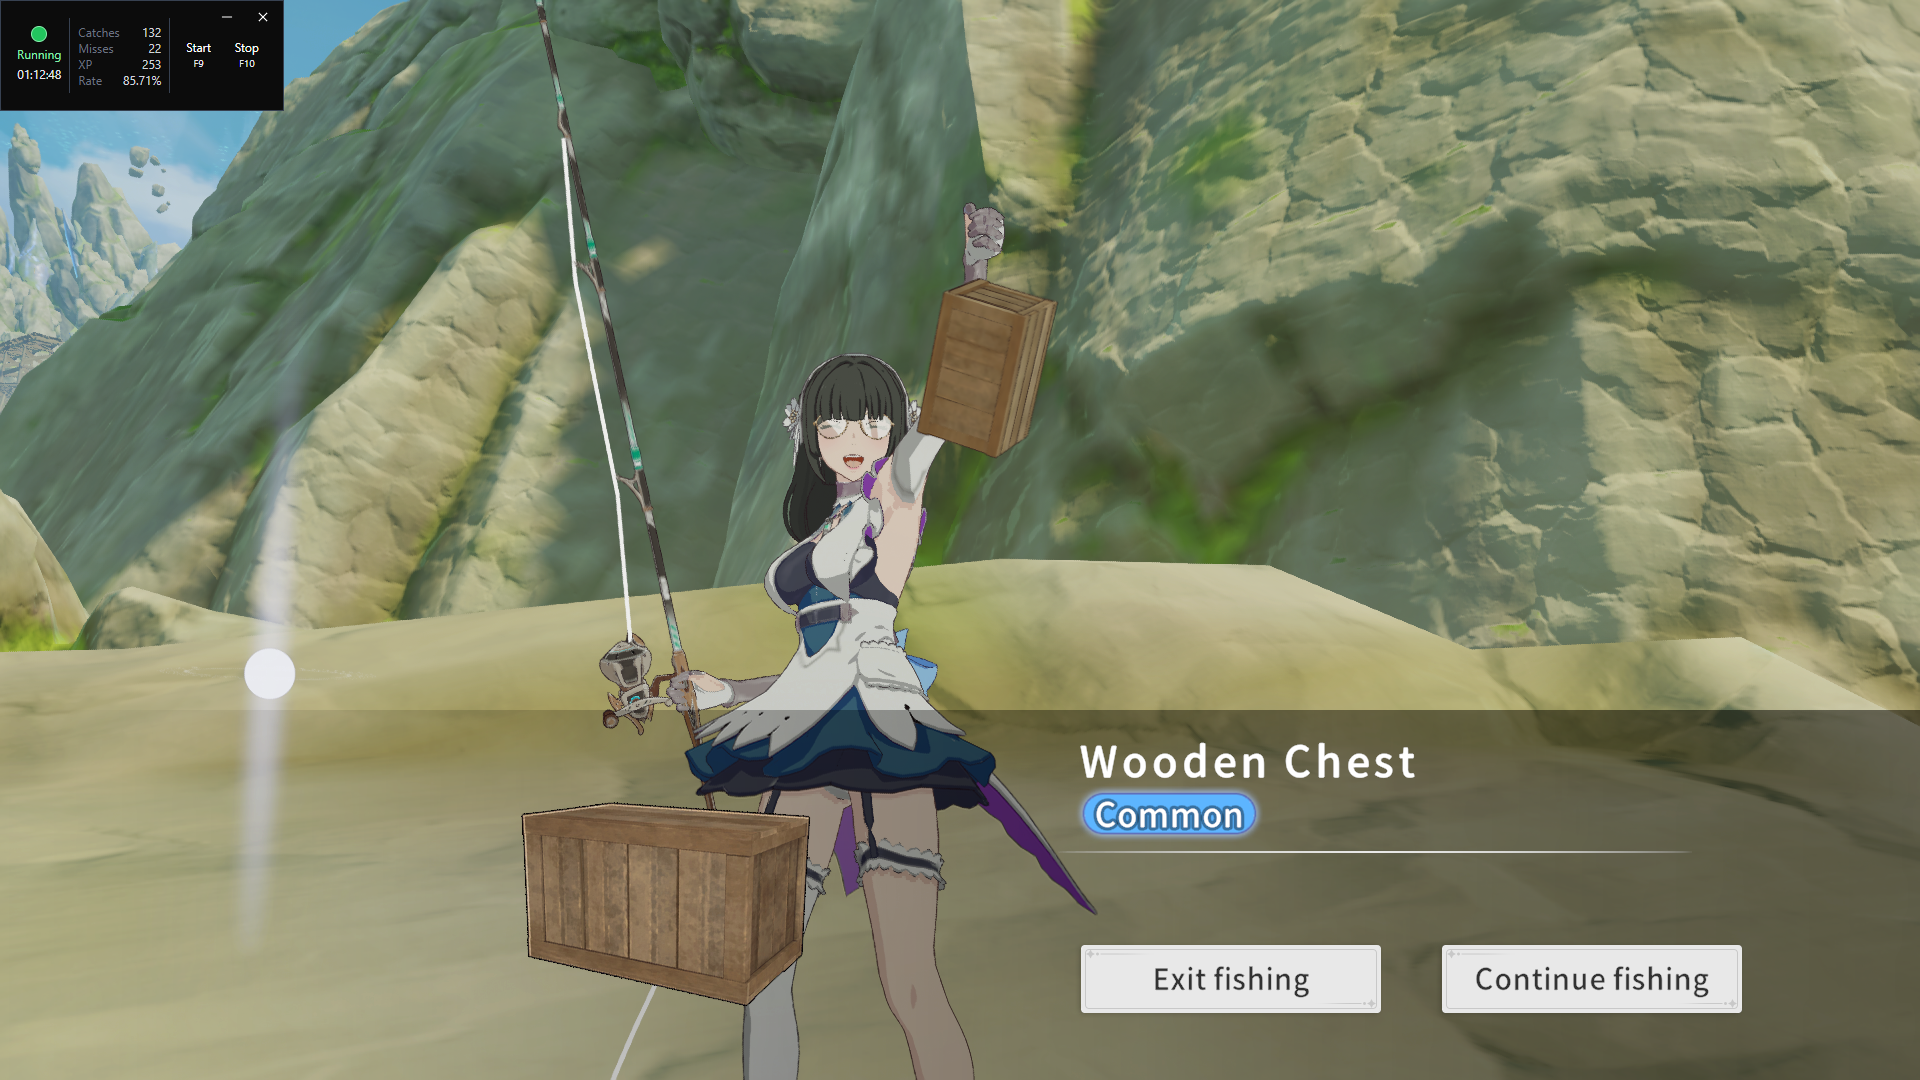 Running
01:12:48
Catches 132
Misses 22
XP 253
Rate 85.71%
Start
F9
Stop
F10
Wooden Chest
Common
Exit fishing
Continue fishing